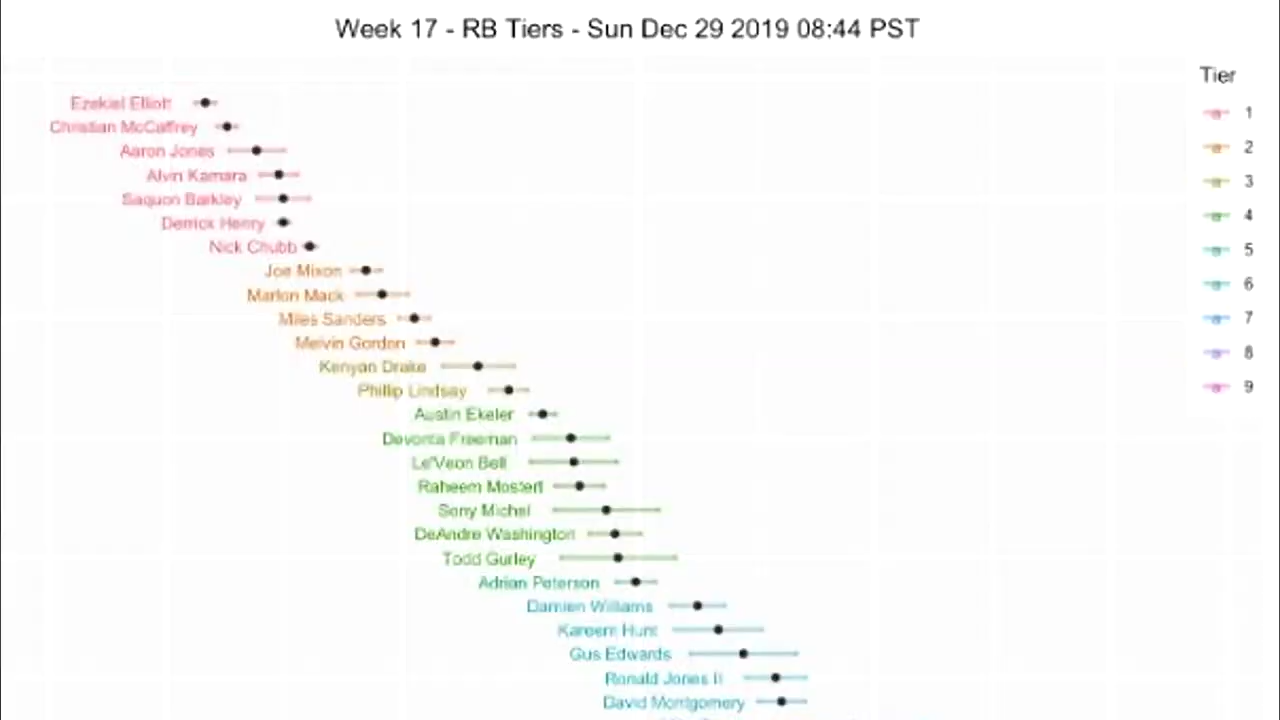 Week 17 - RB Tiers - Sun Dec 29 2019 08:44 PST
Tier
Ezekiel Elliott
1
Christian McCaffrey
Aaron Jones
2
Alvin Kamara
3
Saquon Barkley
4
Derrick Henry
Nick Chubb
5
Joe Mixon
6
Marlon Mack
Miles Sanders
7
Melvin Gordon
8
Kenyan Drake
9
Phillip Lindsay
Austin Ekeler
Devonta Freeman
Le'Veon Bell
Raheem Mostert
Sony Michel
DeAndre Washington
Todd Gurley
Adrian Peterson
Damien Williams
Kareem Hunt
Gus Edwards
Ronald Jones II
David Montgomery